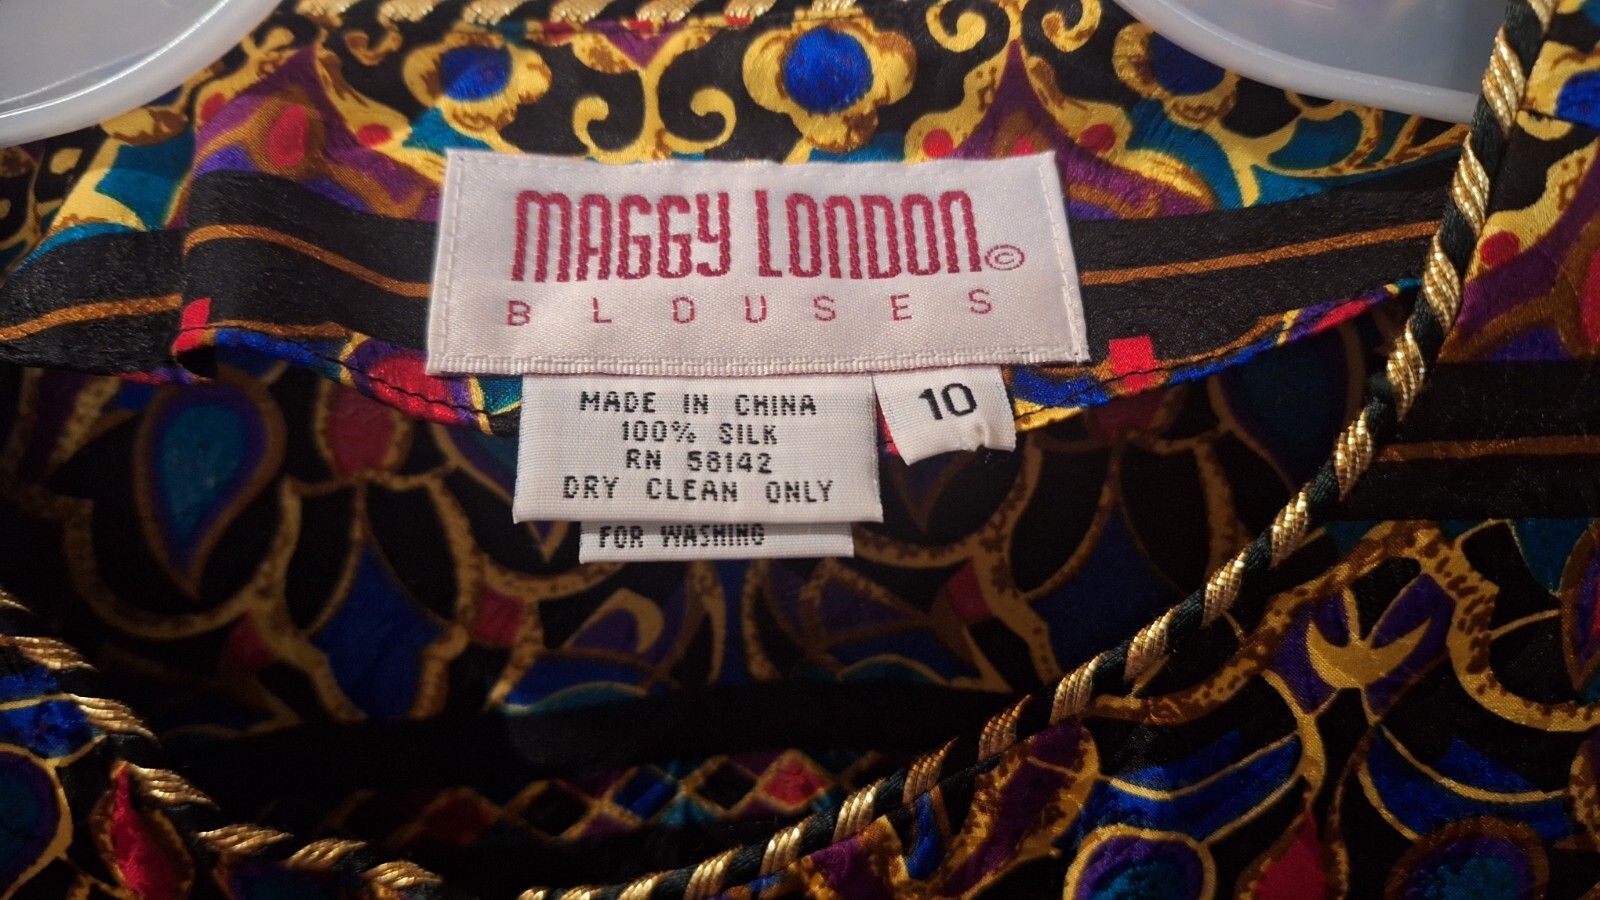 MAGGY LONDON ©
BLOUSES
MADE IN CHINA
100% SILK
RN 58142
DRY CLEAN ONLY
FOR WASHING
10